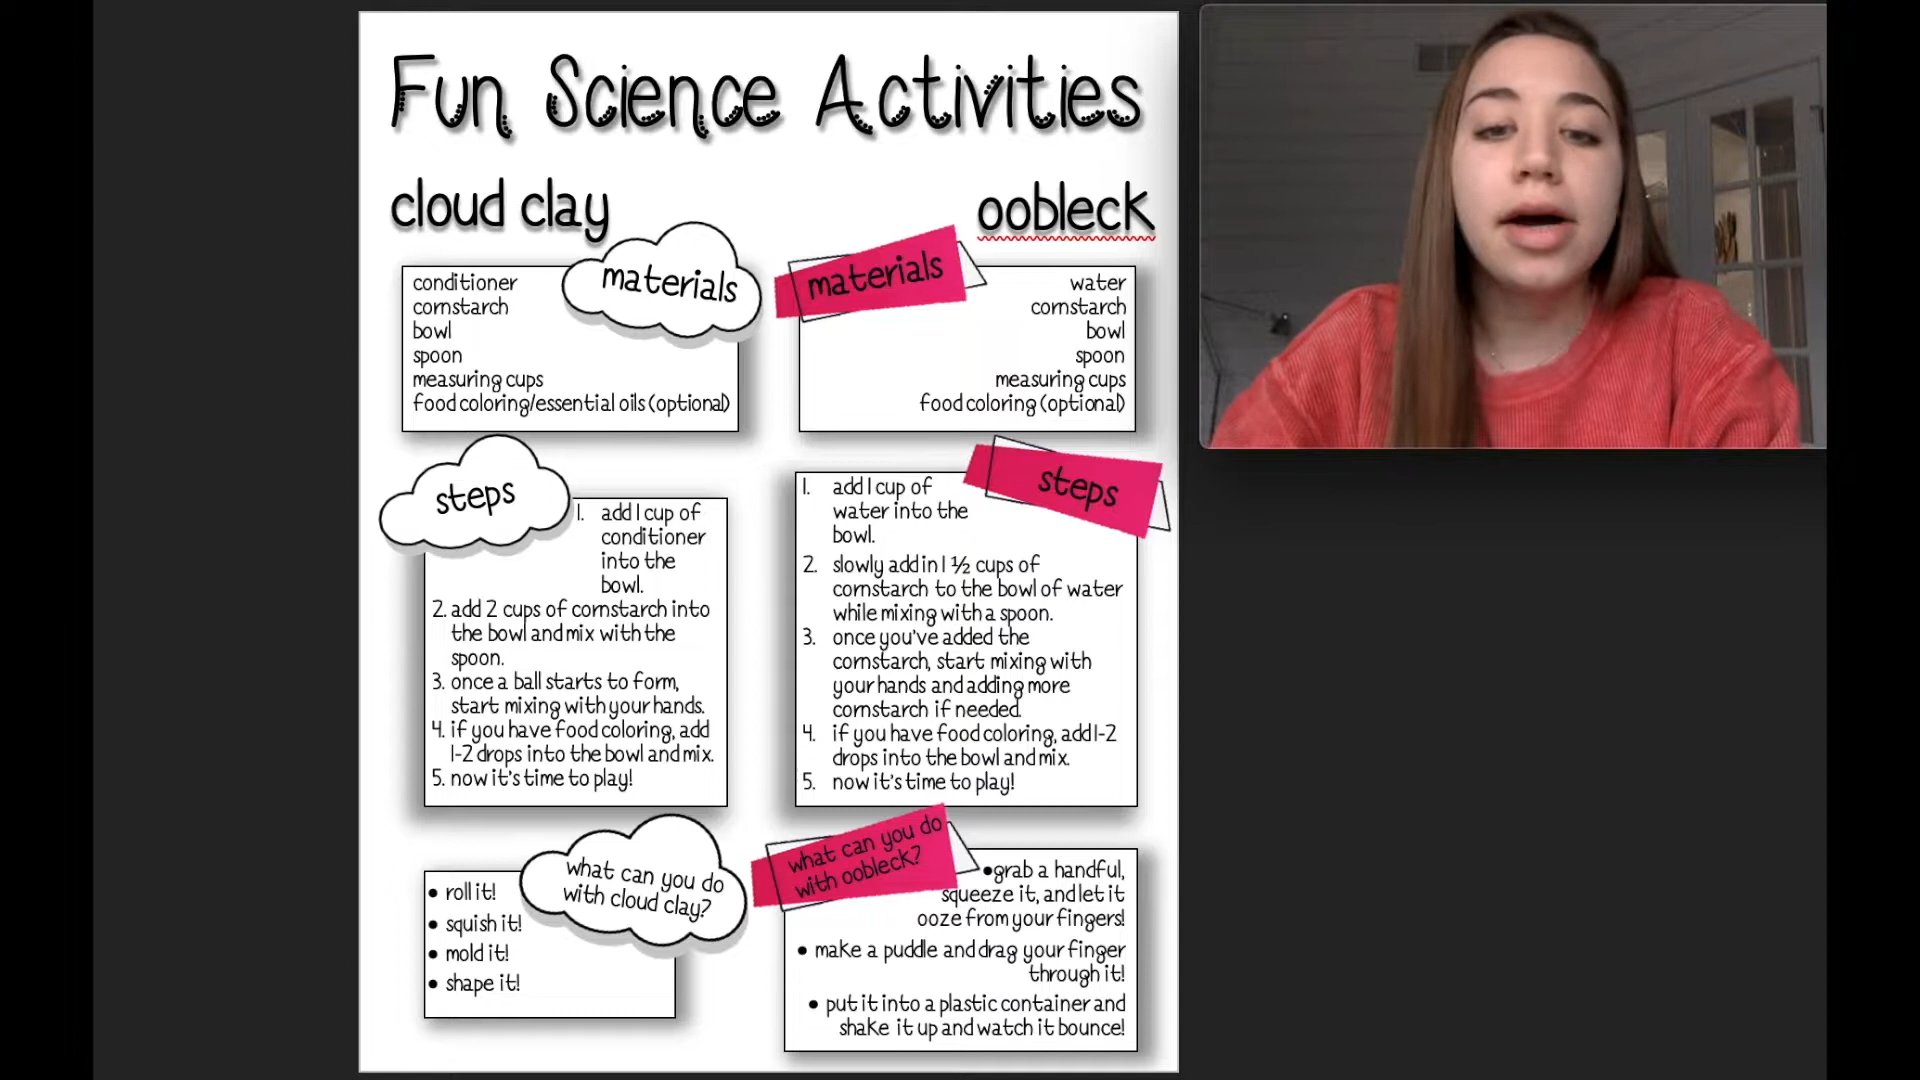 Fun Science Activities
cloud clay
materials
conditioner
cornstarch
bowl
spoon
measuring cups
food coloring/essential oils (optional)
steps
1. add 1 cup of
conditioner
into the
bowl.
2. add 2 cups of cornstarch into
the bowl and mix with the
spoon.
3. once a ball starts to form,
start mixing with your hands.
4. if you have food coloring, add
1-2 drops into the bowl and mix.
5. now it's time to play!
what can you do
with cloud clay?
• roll it!
• squish it!
• mold it!
• shape it!
oobleck
materials
water
cornstarch
bowl
spoon
measuring cups
food coloring (optional)
steps
1. add 1 cup of
water into the
bowl.
2. slowly add in 1 ½ cups of
cornstarch to the bowl of water
while mixing with a spoon.
3. once you've added the
cornstarch, start mixing with
your hands and adding more
cornstarch if needed.
4. if you have food coloring, add 1-2
drops into the bowl and mix.
5. now it's time to play!
what can you do
with oobleck?
•grab a handful,
squeeze it, and let it
ooze from your fingers!
• make a puddle and drag your finger
through it!
• put it into a plastic container and
shake it up and watch it bounce!